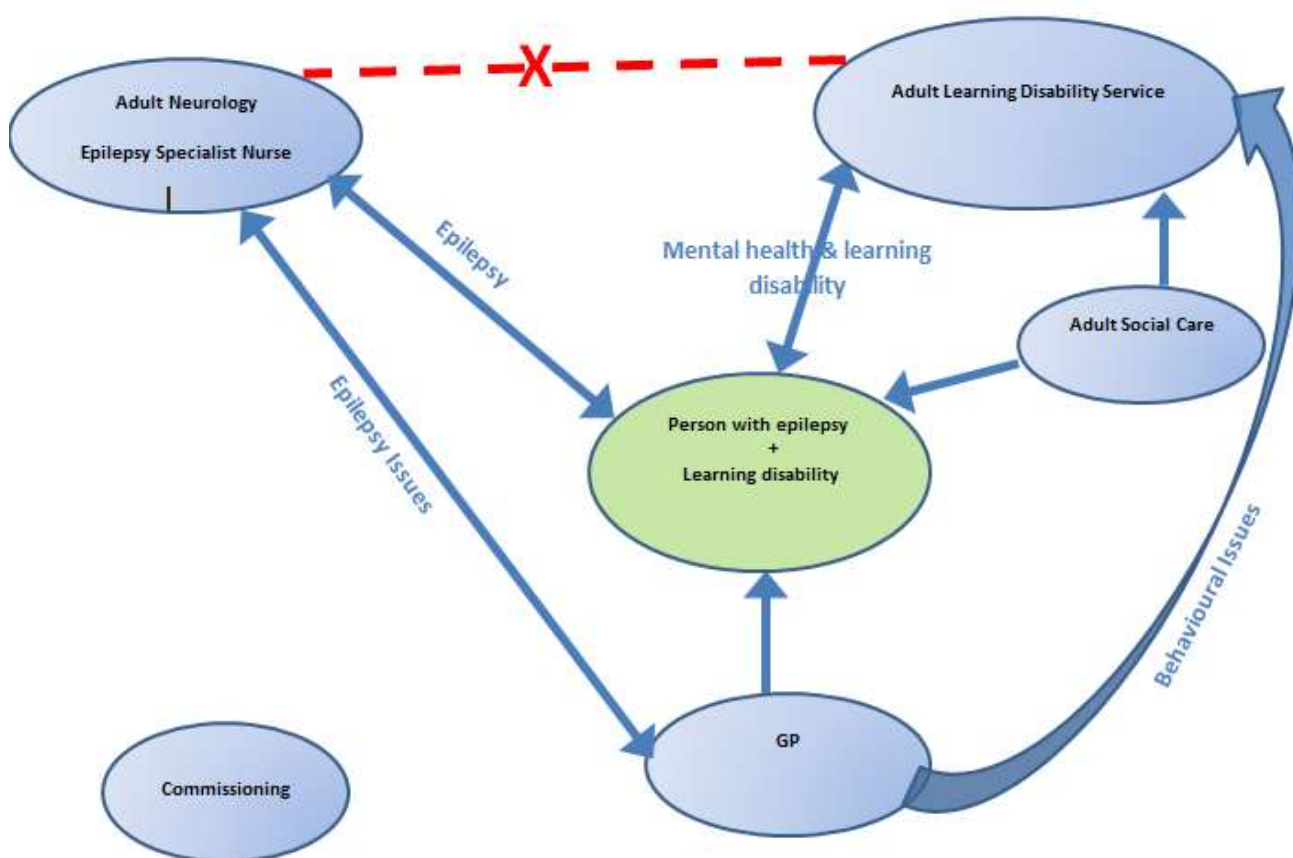 X
Adult Neurology
Epilepsy Specialist Nurse
Adult Learning Disability Service
Epilepsy
Mental health & learning
disability
Adult Social Care
Epilepsy Issues
Person with epilepsy
+
Learning disability
Behavioural Issues
GP
Commissioning